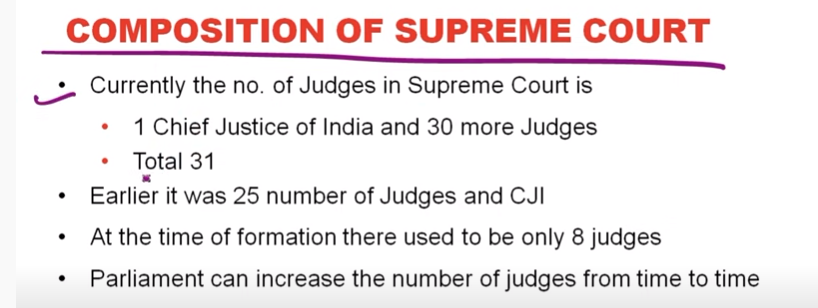 COMPOSITION OF SUPREME COURT
• Currently the no. of Judges in Supreme Court is
• 1 Chief Justice of India and 30 more Judges
• Total 31
• Earlier it was 25 number of Judges and CJI
• At the time of formation there used to be only 8 judges
• Parliament can increase the number of judges from time to time